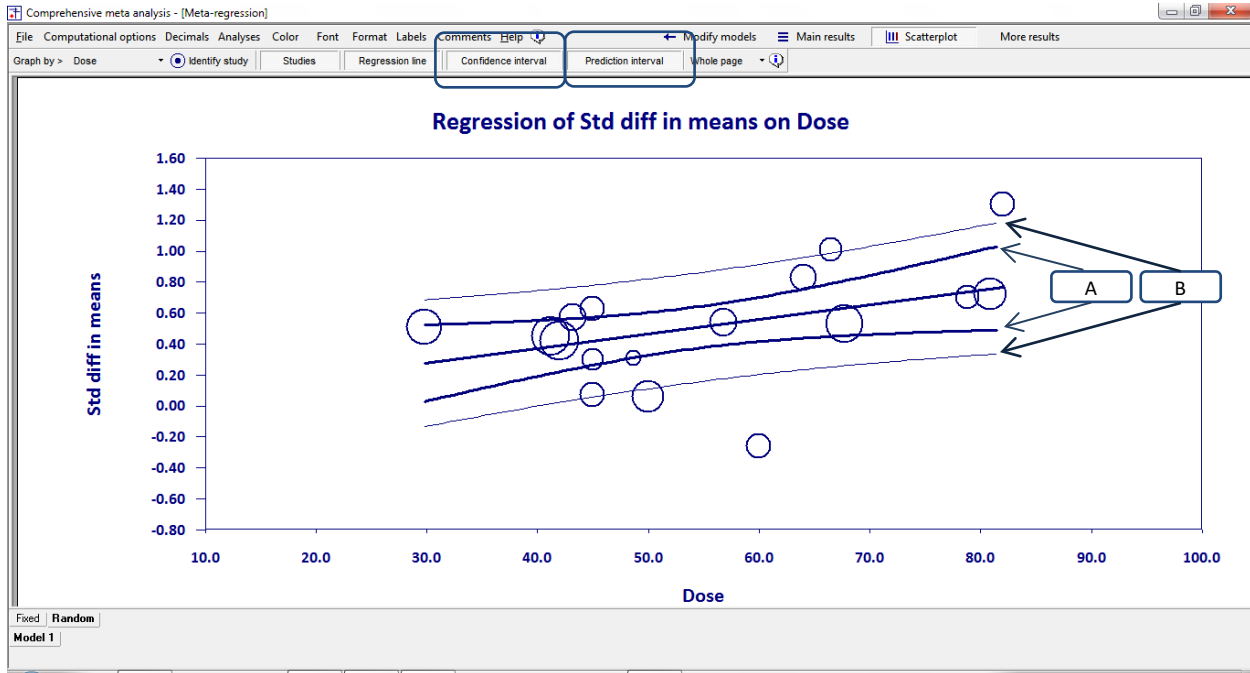 Comprehensive meta analysis - [Meta-regression]
File Computational options Decimals Analyses Color Font Format Labels Comments Help Modify models Main results Scatterplot More results
Graph by > Dose Identify study Studies Regression line Confidence interval Prediction interval Whole page
Regression of Std diff in means on Dose
Std diff in means
1.60
1.40
1.20
1.00
0.80
0.60
0.40
0.20
0.00
-0.20
-0.40
-0.60
-0.80
A B
10.0 20.0 30.0 40.0 50.0 60.0 70.0 80.0 90.0 100.0
Dose
Fixed Random
Model 1